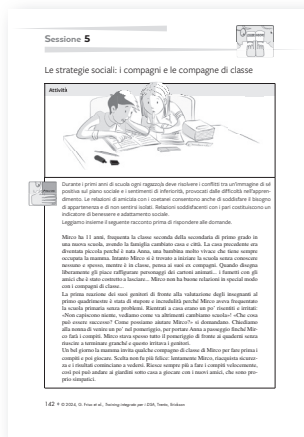 Sessione 5
Le strategie sociali: i compagni e le compagne di classe
Attività
Durante i primi anni di scuola ogni ragazzo/a deve risolvere i conflitti tra un'immagine di sé
positiva sul piano sociale e i sentimenti di inferiorità, provocati dalle difficoltà nell'appren-
dimento. Le relazioni di amicizia con i coetanei consentono anche di soddisfare il bisogno
di appartenenza e di non sentirsi isolati. Relazioni soddisfacenti con i pari costituiscono un
indicatore di benessere e adattamento sociale.
Leggiamo insieme il seguente racconto prima di rispondere alle domande.
Mirco ha 11 anni, frequenta la classe seconda della secondaria di primo grado in
una nuova scuola, avendo la famiglia cambiato casa e città. La casa precedente era
diventata piccola perché è nata Anna, una bambina molto vivace che tiene sempre
occupata la mamma. Intanto Mirco si è trovato a iniziare la scuola senza conoscere
nessuno e spesso, mentre è in classe, pensa ai suoi ex compagni. Quando disegna
liberamente gli piace raffigurare personaggi dei cartoni animati... i fumetti con gli
amici che è stato costretto a lasciare... Mirco non ha buone relazioni in special modo
con i compagni di classe...
La prima reazione dei suoi genitori di fronte alla valutazione degli insegnanti al
primo quadrimestre è stata di stupore e incredulità perché Mirco aveva frequentato
la scuola primaria senza problemi. Rientrati a casa erano un po' risentiti e irritati:
«Non capiscono niente, vediamo come va altrimenti cambiamo scuola!» «Che cosa
può essere successo? Come possiamo aiutare Mirco?» si domandano. Chiediamo
alla nonna di venire un po' nel pomeriggio, per portare Anna a passeggio finché Mir-
co farà i compiti. Mirco stava spesso tutto il pomeriggio di fronte ai quaderni senza
riuscire a terminare granché e questo irritava i genitori.
Un bel giorno la mamma invita qualche compagno di classe di Mirco per fare prima i
compiti e poi giocare. Scelta non fu più felice: lentamente Mirco, riacquista sicurez-
za e i risultati cominciano a vedersi. Riesce sempre più a fare i compiti velocemente,
così poi può andare ai giardini sotto casa a giocare con i nuovi amici, che sono pro-
prio simpatici.
142 • © 2024, G. Friso et al., Training integrato per i DSA, Trento, Erickson